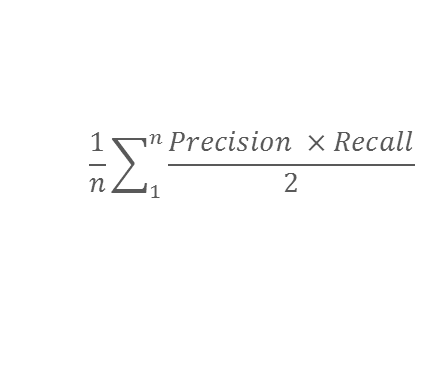 1/n ∑₁ⁿ Precision × Recall / 2